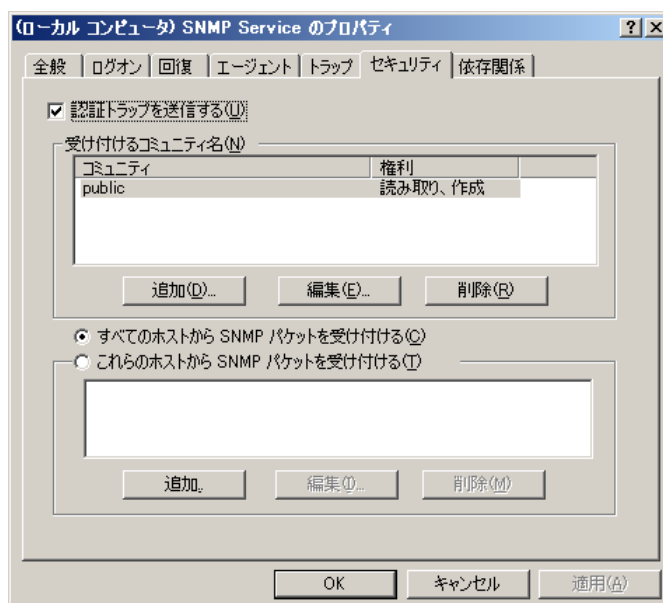 (ローカル コンピュータ) SNMP Service のプロパティ
全般 ログオン 回復 エージェント トラップ セキュリティ 依存関係
認証トラップを送信する(U)
受け付けるコミュニティ名(N)
コミュニティ 権利
public 読み取り、作成
追加(D)... 編集(E)... 削除(R)
すべてのホストから SNMP パケットを受け付ける(C)
これらのホストから SNMP パケットを受け付ける(T)
追加.. 編集(I)... 削除(M)
OK キャンセル 適用(A)